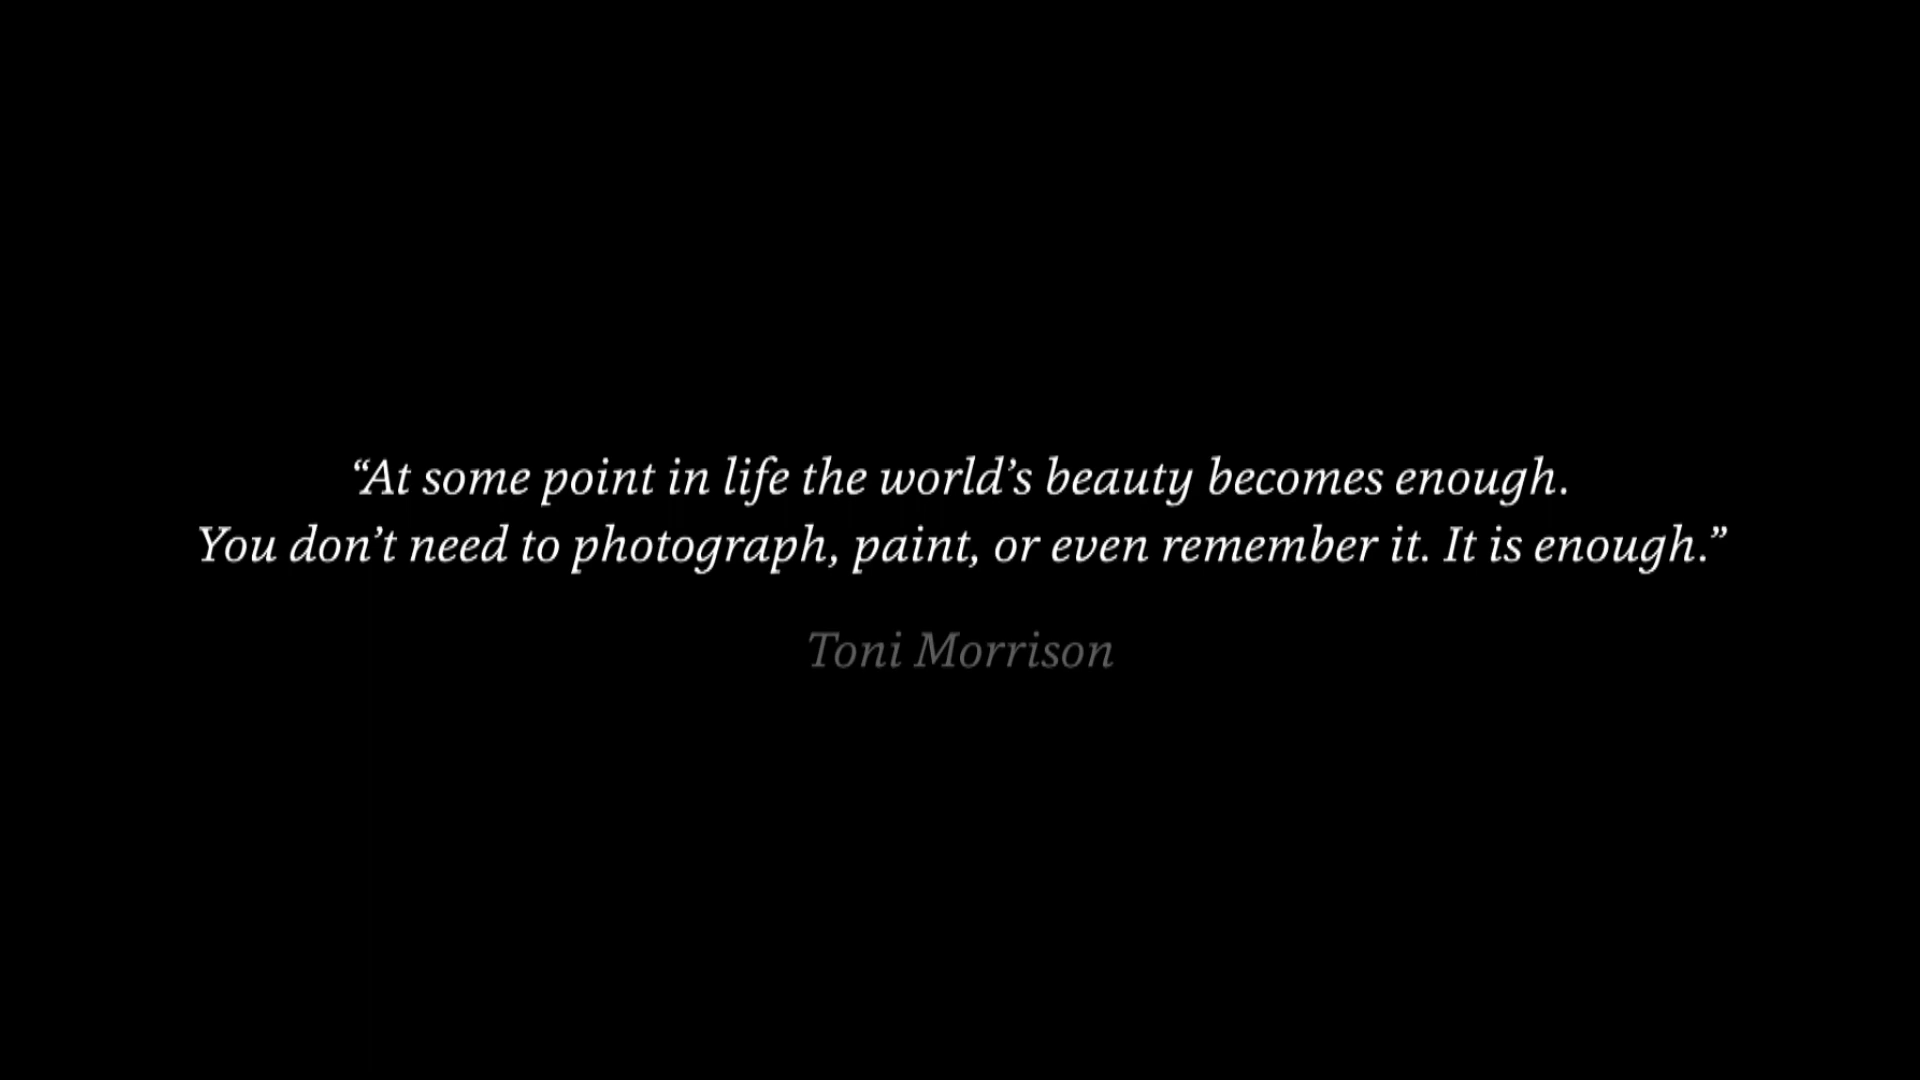 “At some point in life the world’s beauty becomes enough.
You don’t need to photograph, paint, or even remember it. It is enough.”
Toni Morrison